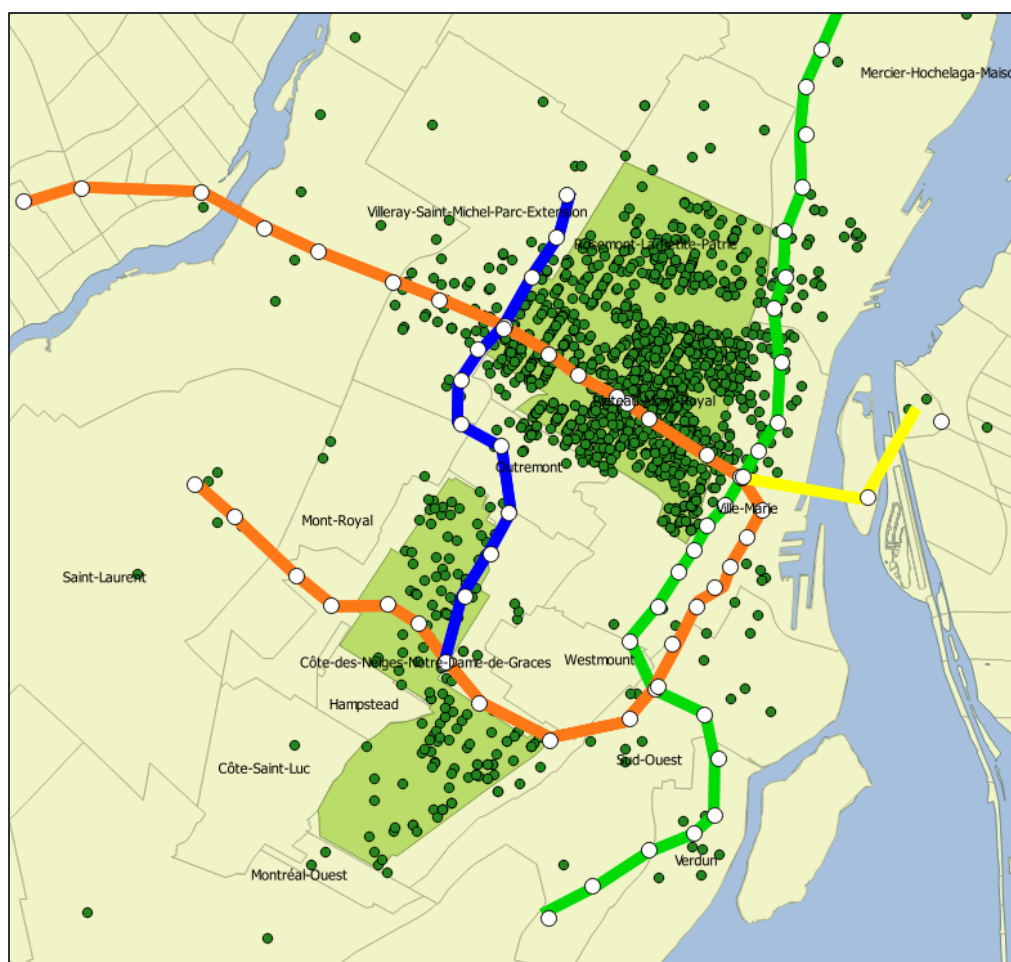 Mercier-Hochelaga-Maiso
Villeray-Saint-Michel-Parc-Extension
Rosemont-La Petite-Patrie
Plateau-Mont-Royal
Outremont
Ville-Marie
Mont-Royal
Saint-Laurent
Côte-des-Neiges-Notre-Dame-de-Graces
Westmount
Hampstead
Sud-Ouest
Côte-Saint-Luc
Verdun
Montréal-Ouest